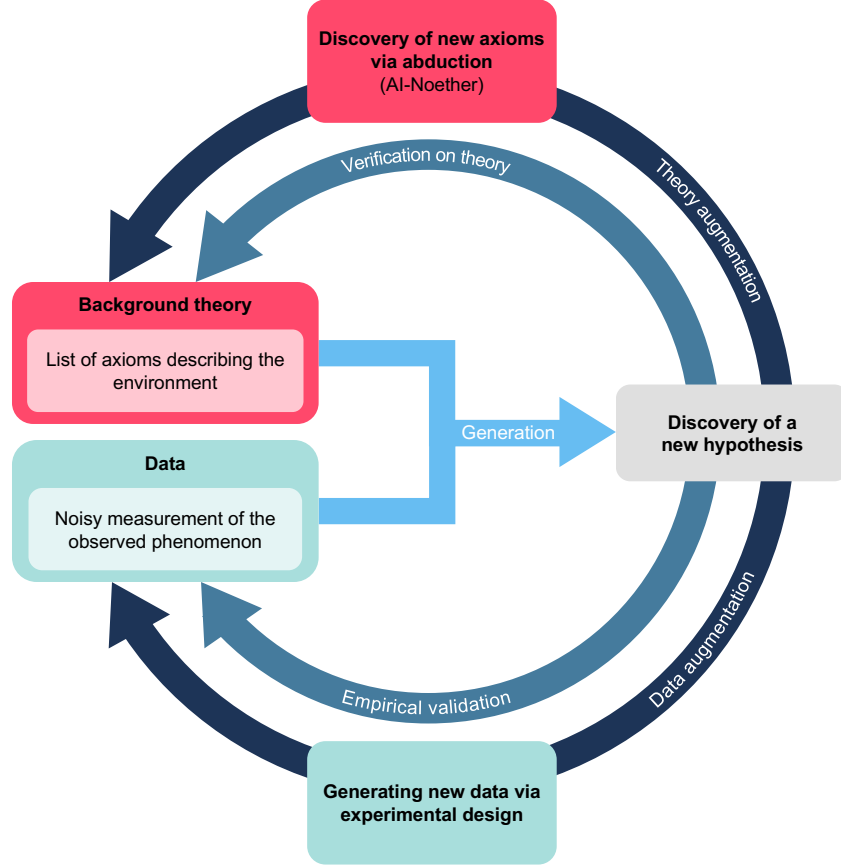 Discovery of new axioms
via abduction
(AI-Noether)
Verification on theory
Theory augmentation
Background theory
List of axioms describing the
environment
Generation
Discovery of a
new hypothesis
Data
Noisy measurement of the
observed phenomenon
Empirical validation
Data augmentation
Generating new data via
experimental design